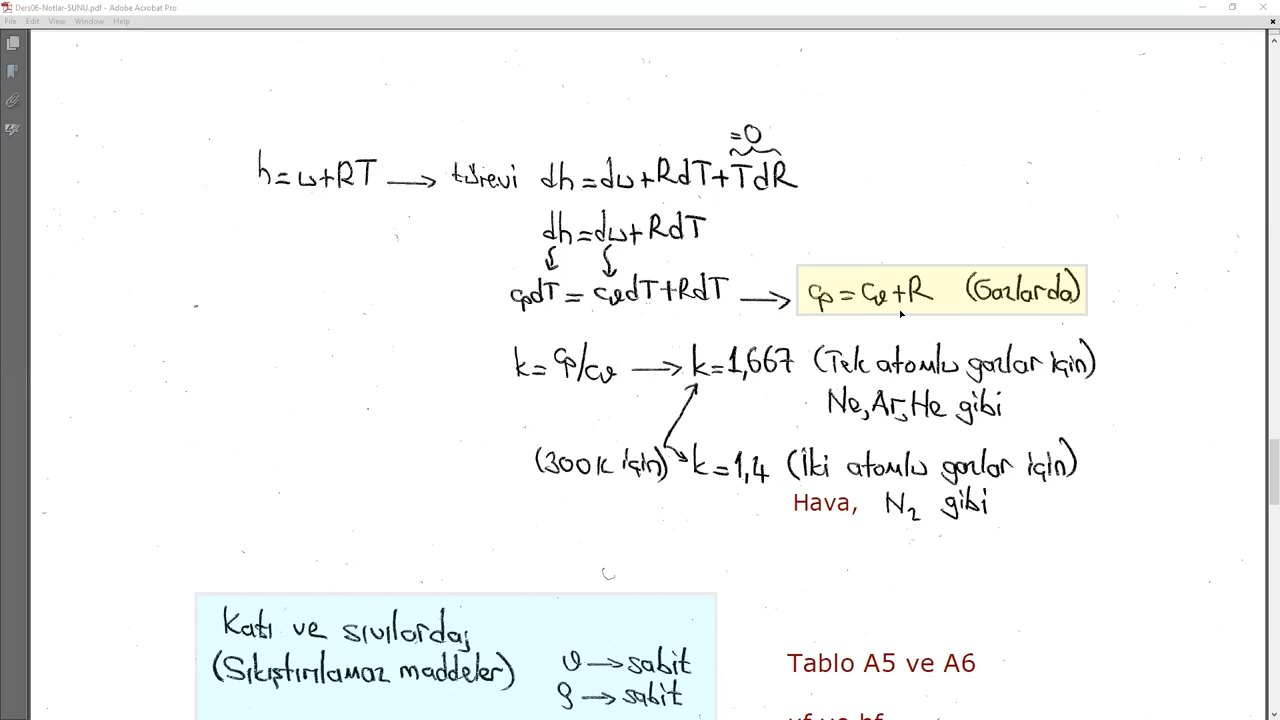 Ders06-Notlar-SUNU.pdf - Adobe Acrobat Pro
File Edit View Window Help
=0
h=u+RT → türevi dh=du+RdT+TdR
dh=du+RdT
cpdT=cvdT+RdT → cp=cv+R (Gazlarda)
k=cp/cv → k=1,667 (Tek atomlu gazlar için)
Ne,Ar,He gibi
(300K için) k=1,4 (İki atomlu gazlar için)
Hava, N₂ gibi
Katı ve sıvılarda;
(Sıkıştırılamaz maddeler) υ → sabit
ρ → sabit
Tablo A5 ve A6